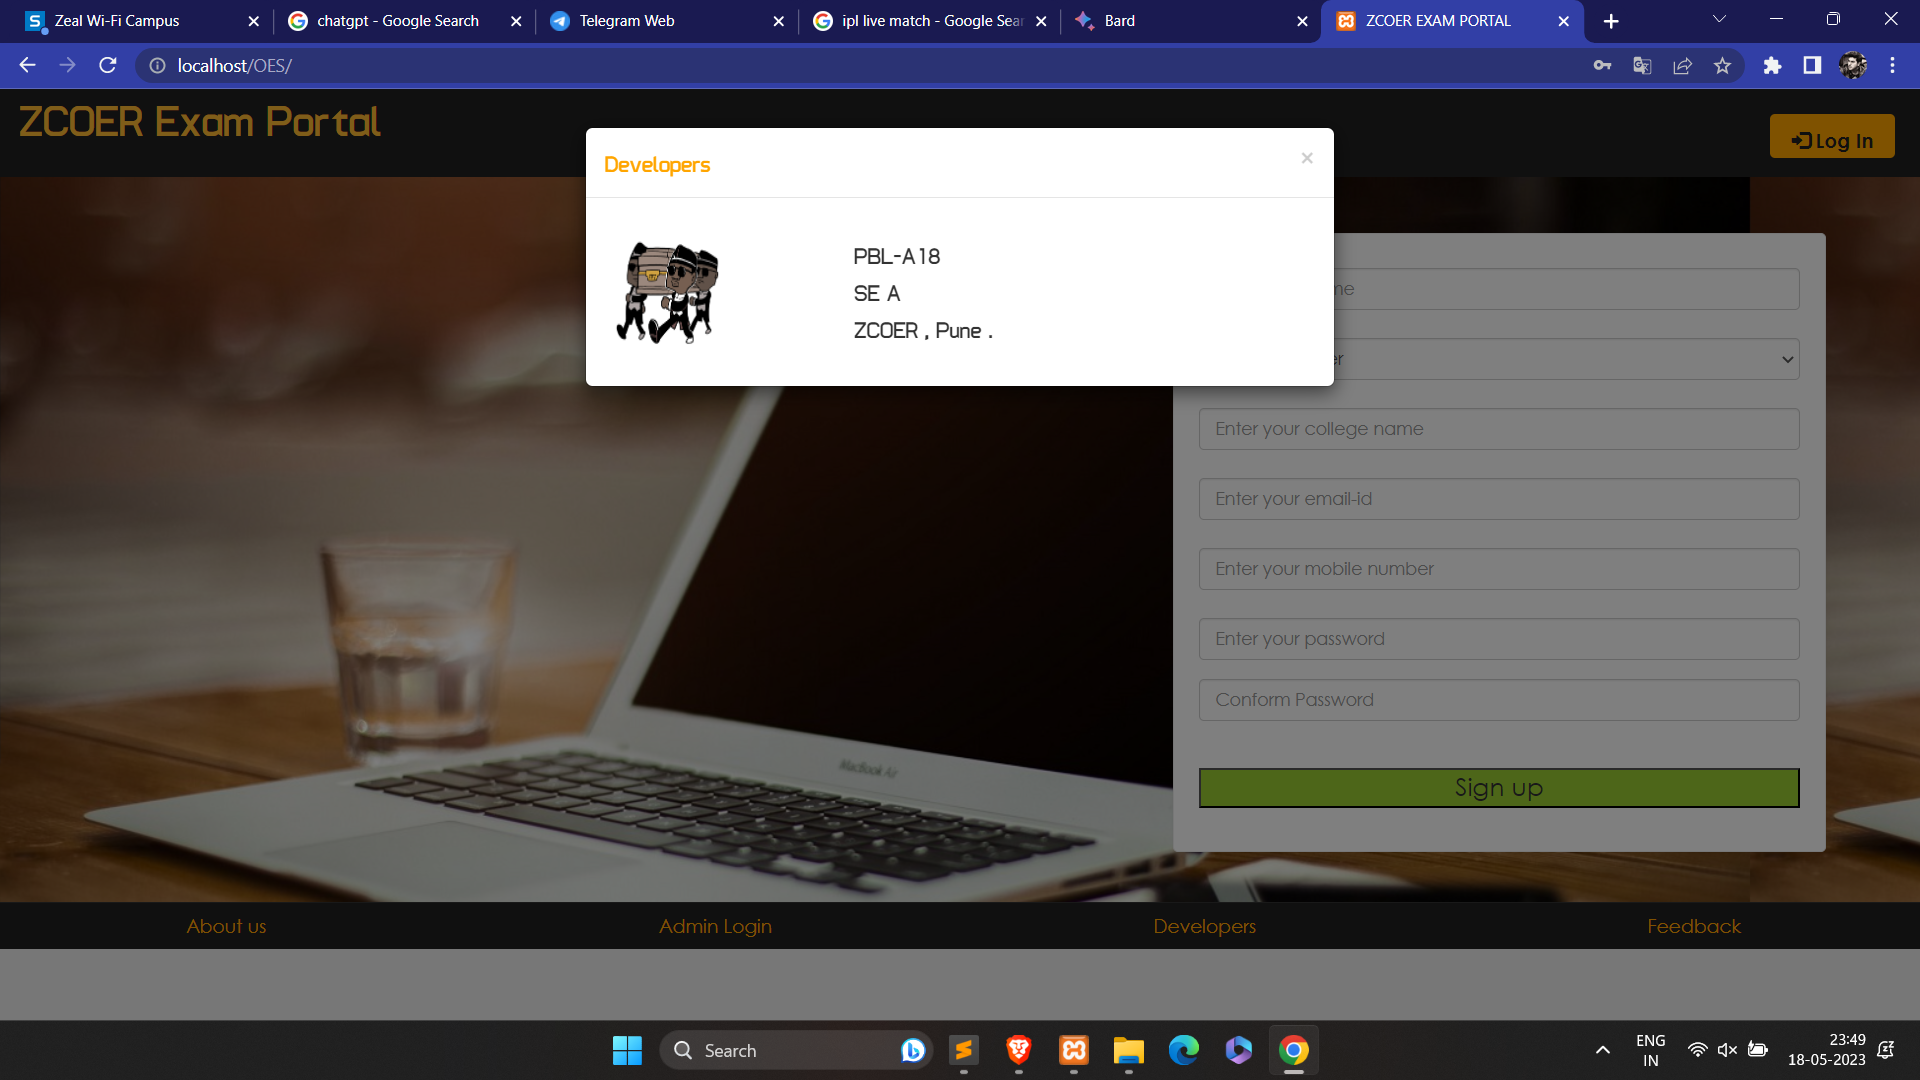 Zeal Wi-Fi Campus
chatgpt - Google Search
Telegram Web
ipl live match - Google Sear
Bard
ZCOER EXAM PORTAL
localhost/OES/
ZCOER Exam Portal
Log In
Developers
×
PBL-A18
SE A
ZCOER , Pune .
me
er
Enter your college name
Enter your email-id
Enter your mobile number
Enter your password
Conform Password
Sign up
MacBook Air
About us
Admin Login
Developers
Feedback
Search
ENG
IN
23:49
18-05-2023